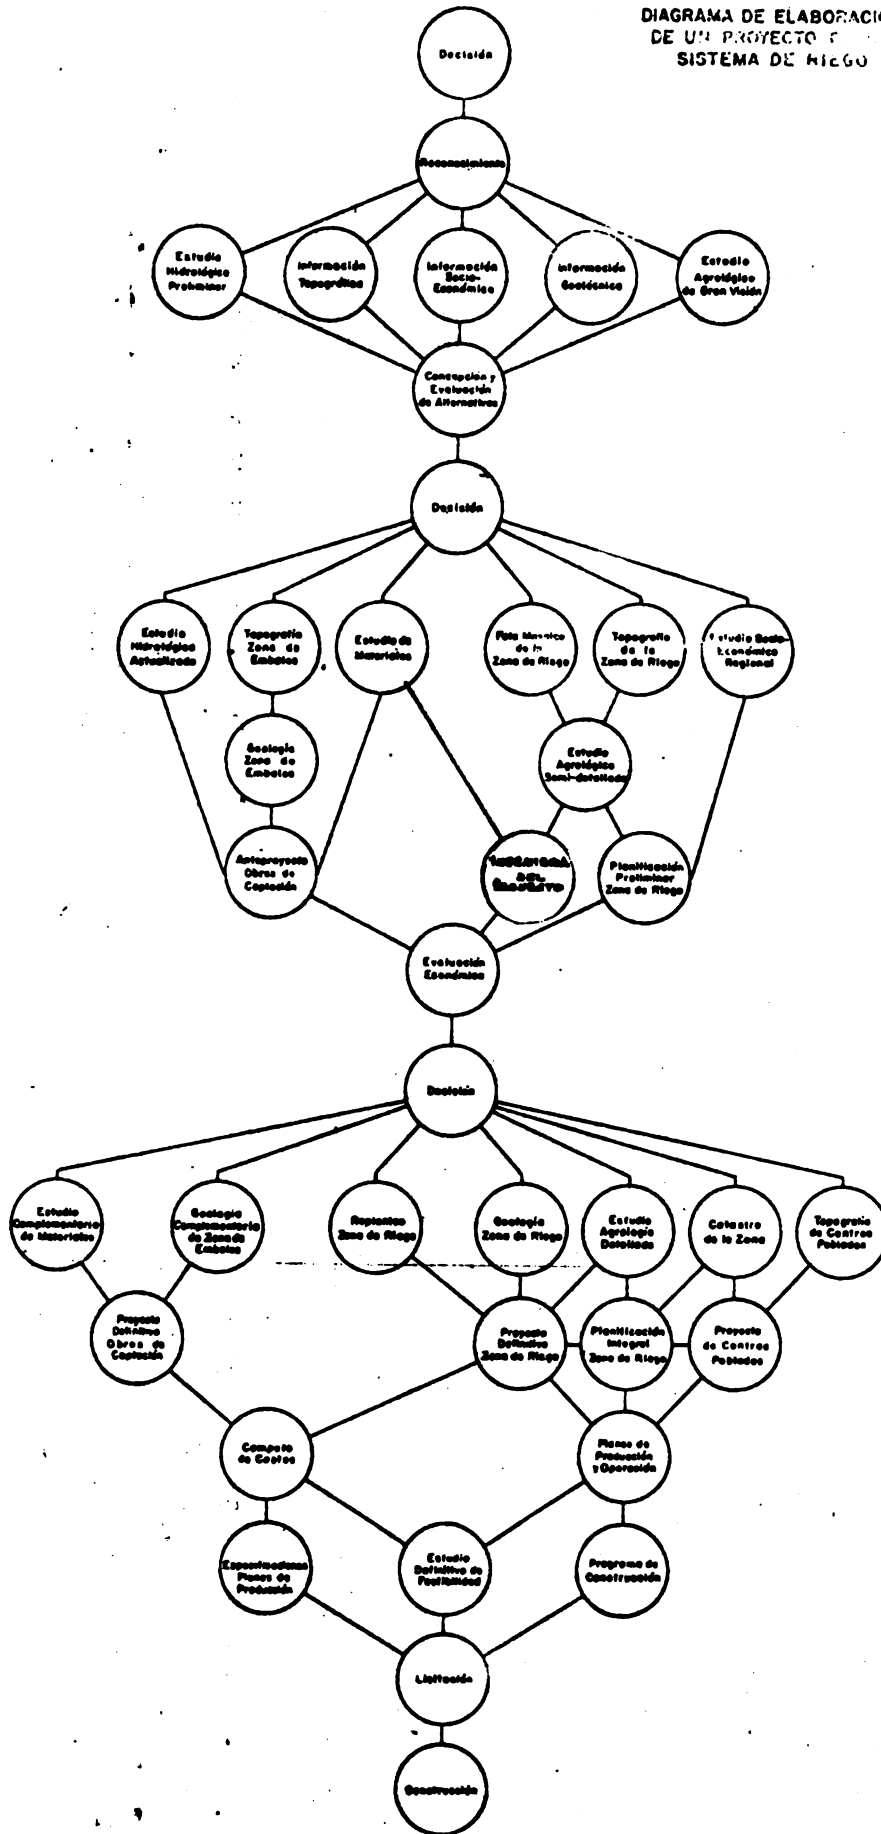 DIAGRAMA DE ELABORACI
DE UN PROYECTO
SISTEMA DE RIEGO
Decisión
Reconocimiento
Estudio
Hidrológico
Preliminar
Información
Topográfica
Información
Socio-
Económica
Información
Geotécnica
Estudio
Agrológico
de Gran Visión
Concepción y
Evaluación
de Alternativas
Decisión
Estudio
Hidrológico
Actualizado
Topografía
Zona de
Embalse
Estudio de
Materiales
Foto Mosaico
de la
Zona de Riego
Topografía
de la
Zona de Riego
Estudio Socio-
Económico
Regional
Geología
Zona de
Embalse
Estudio
Agrológico
Semi-detallado
Anteproyecto
Obras de
Captación
DEL
Planificación
Preliminar
Zona de Riego
Evaluación
Económica
Decisión
Estudio
Complementario
de Materiales
Geología
Complementaria
de Zona de
Embalse
Replanteo
Zona de Riego
Geología
Zona de Riego
Estudio
Agrología
Detallada
Catastro
de la Zona
Topografía
de Centros
Poblados
Proyecto
Definitivo
Obras de
Captación
Proyecto
Definitivo
Zona de Riego
Planificación
Integral
Zona de Riego
Proyecto
de Centros
Poblados
Computo
de Costos
Planes de
Producción
y Operación
Especificaciones
Planes de
Producción
Estudio
Definitivo de
Factibilidad
Programa de
Construcción
Licitación
Construcción